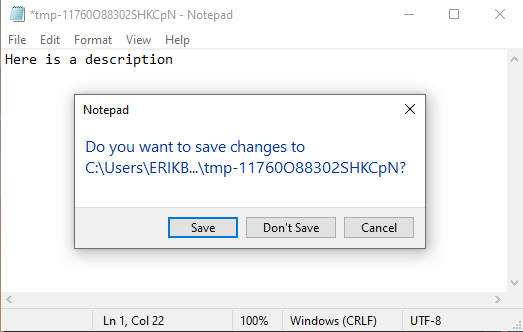 *tmp-11760O88302SHKCpN - Notepad
File Edit Format View Help
Here is a description
Notepad
Do you want to save changes to
C:\Users\ERIKB...\tmp-11760O88302SHKCpN?
Save Don't Save Cancel
Ln 1, Col 22 100% Windows (CRLF) UTF-8